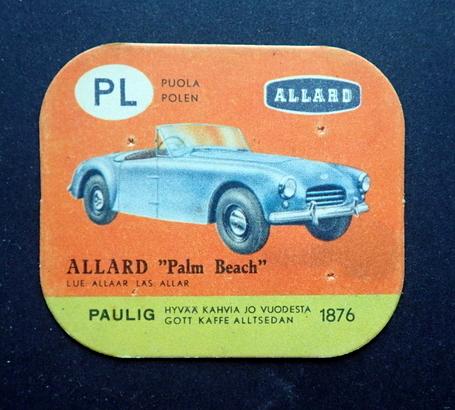 PL
PUOLA
POLEN
ALLARD
ALLARD "Palm Beach"
LUE: ALLAAR LÄS: ALLAR
PAULIG
HYVÄÄ KAHVIA JO VUODESTA
GOTT KAFFE ALLTSEDAN
1876